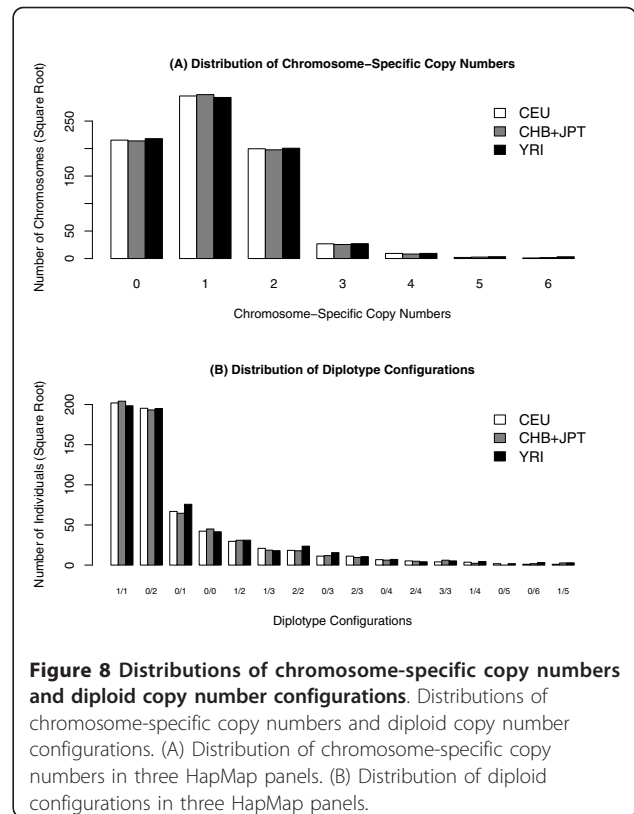 (A) Distribution of Chromosome−Specific Copy Numbers
Number of Chromosomes (Square Root)
250
150
50
0
CEU
CHB+JPT
YRI
0 1 2 3 4 5 6
Chromosome−Specific Copy Numbers
(B) Distribution of Diplotype Configurations
Number of Individuals (Square Root)
200
150
100
50
0
CEU
CHB+JPT
YRI
1/1 0/2 0/1 0/0 1/2 1/3 2/2 0/3 2/3 0/4 2/4 3/3 1/4 0/5 0/6 1/5
Diplotype Configurations
Figure 8 Distributions of chromosome-specific copy numbers
and diploid copy number configurations. Distributions of
chromosome-specific copy numbers and diploid copy number
configurations. (A) Distribution of chromosome-specific copy
numbers in three HapMap panels. (B) Distribution of diploid
configurations in three HapMap panels.